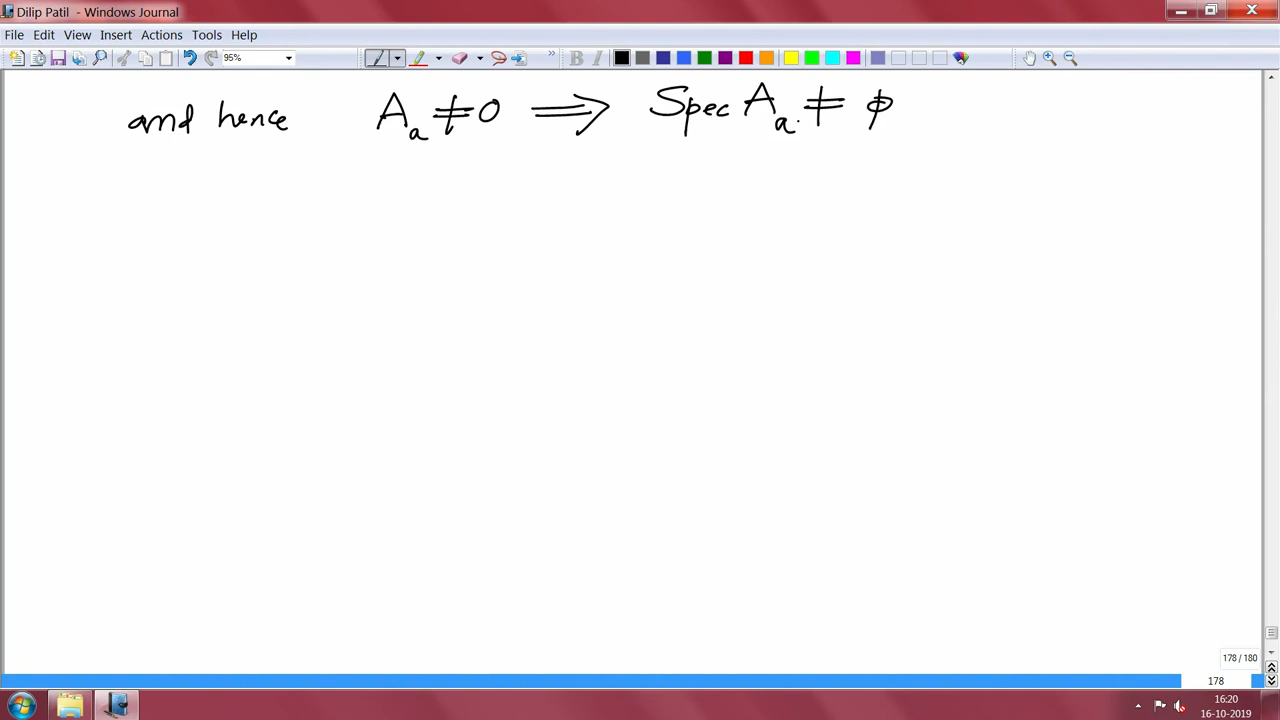 Dilip Patil - Windows Journal
File Edit View Insert Actions Tools Help
95%
B I
and hence A_a ≠ 0 ⟹ Spec A_a ≠ φ
178 / 180
178
16:20
16-10-2019